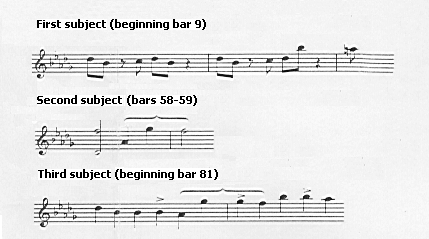 First subject (beginning bar 9)
Second subject (bars 58-59)
Third subject (beginning bar 81)